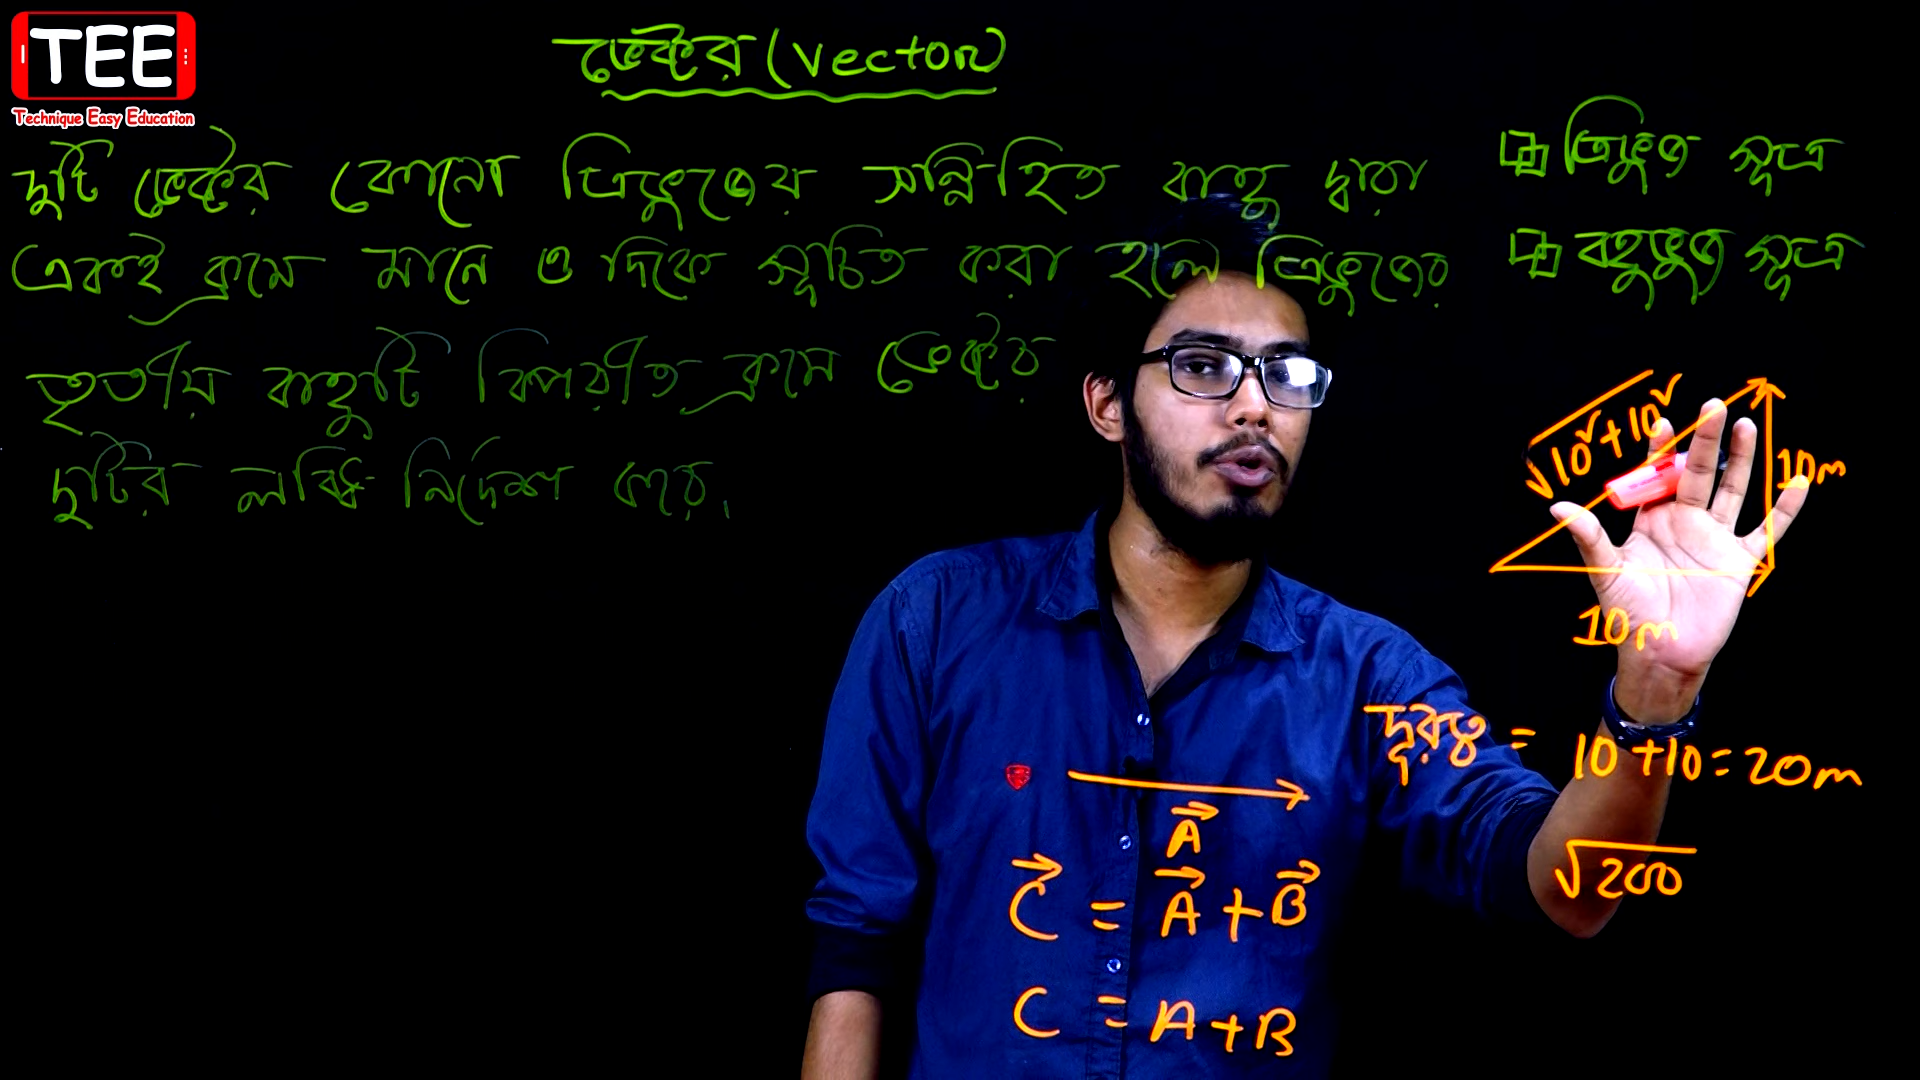 TEE
Technique Easy Education
ভেক্টর (Vector)
দুটি ভেক্টর কোনো ত্রিভুজের সন্নিহিত বাহু দ্বারা
একই ক্রমে মানে ও দিকে সূচিত করা হলে ত্রিভুজের
তৃতীয় বাহুটি বিপরীত ক্রমে ভেক্টর
দুটির লব্ধি নির্দেশ করে।
ত্রিভুজ সূত্র
বহুভুজ সূত্র
√10²+10²
10m
10m
দূরত্ব = 10+10=20m
√200
A⃗
C⃗ = A⃗ + B⃗
C = A+B